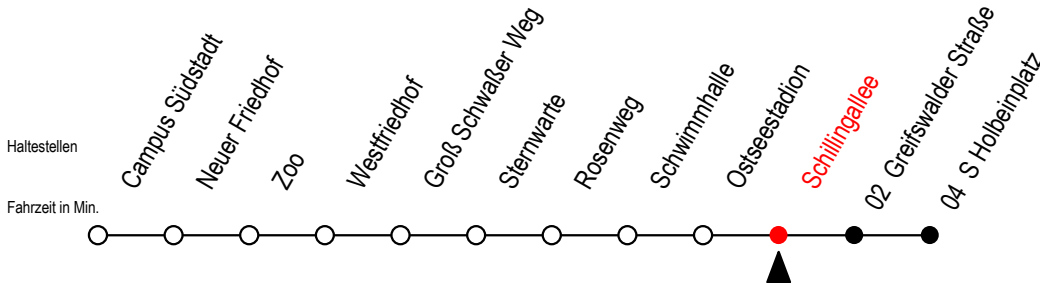 Haltestellen
Fahrzeit in Min.
Campus Südstadt
Neuer Friedhof
Zoo
Westfriedhof
Groß Schwaßer Weg
Sternwarte
Rosenweg
Schwimmhalle
Ostseestadion
Schillingallee
02 Greifswalder Straße
04 S Holbeinplatz